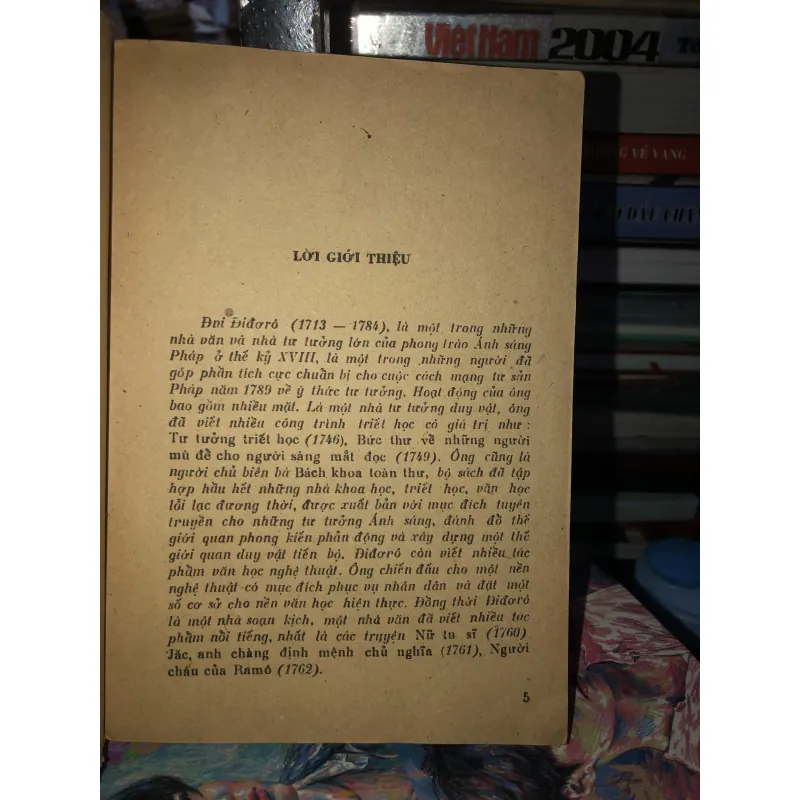 Việt Nam 2004
NG VẺ VANG
LỜI GIỚI THIỆU
Đni Điđơrô (1713 — 1784), là một trong những
nhà văn và nhà tư tưởng lớn của phong trào Ánh sáng
Pháp ở thế kỷ XVIII, là một trong những người đã
góp phần tích cực chuẩn bị cho cuộc cách mạng tư sản
Pháp năm 1789 về ý thức tư tưởng. Hoạt động của ông
bao gồm nhiều mặt. Là một nhà tư tưởng duy vật, ông
đã viết nhiều công trình triết học có giá trị như :
Tư tưởng triết học (1746), Bức thư về những người
mù để cho người sáng mắt đọc (1749). Ông cũng là
người chủ biên bộ Bách khoa toàn thư, bộ sách đã tập
hợp hầu hết những nhà khoa học, triết học, văn học
lỗi lạc đương thời, được xuất bản với mục đích tuyên
truyền cho những tư tưởng Ánh sáng, đánh đổ thế
giới quan phong kiến phản động và xây dựng một thế
giới quan duy vật tiến bộ. Điđơrô còn viết nhiều tác
phẩm văn học nghệ thuật. Ông chiến đấu cho một nền
nghệ thuật có mục đích phục vụ nhân dân và đặt một
số cơ sở cho nền văn học hiện thực. Đồng thời Điđơrô
là một nhà soạn kịch, một nhà văn đã viết nhiều tác
phẩm nổi tiếng, nhất là các truyện Nữ tu sĩ (1760)
Jăc, anh chàng định mệnh chủ nghĩa (1761), Người
cháu của Ramô (1762).
5